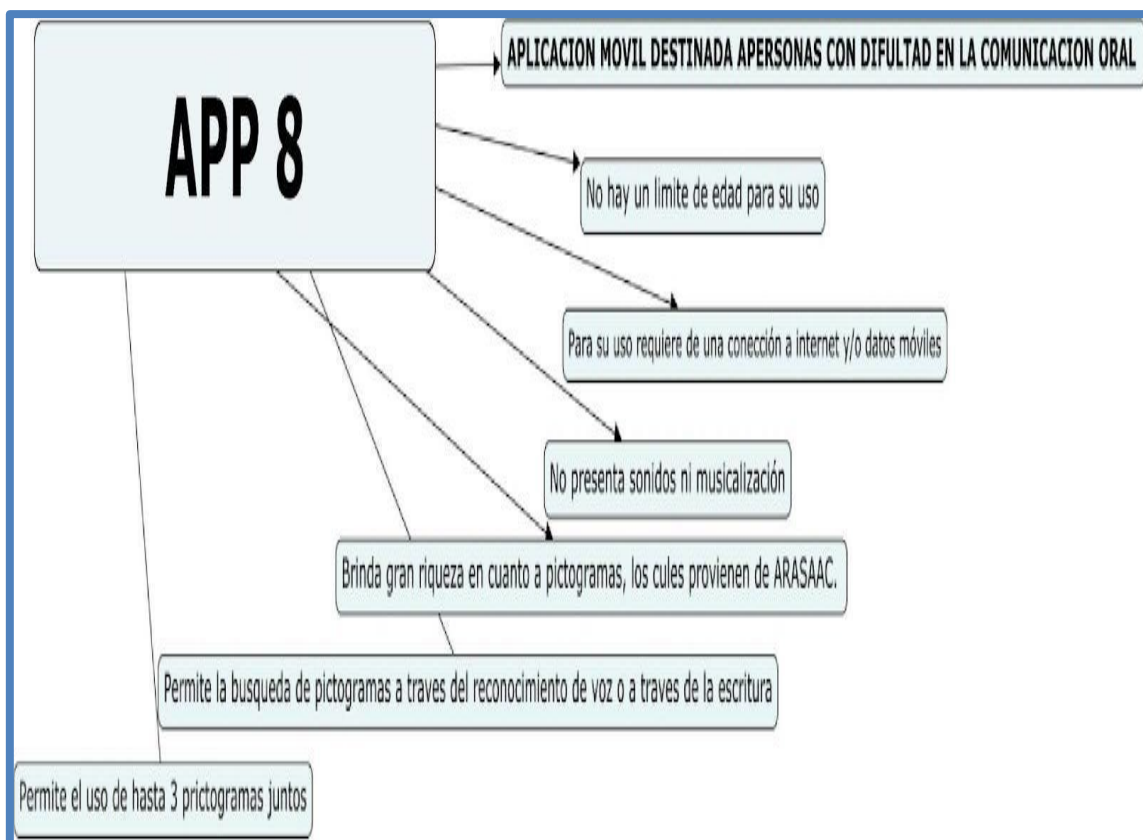 APP 8
APLICACION MOVIL DESTINADA APERSONAS CON DIFULTAD EN LA COMUNICACION ORAL
No hay un limite de edad para su uso
Para su uso requiere de una conección a internet y/o datos móviles
No presenta sonidos ni musicalización
Brinda gran riqueza en cuanto a pictogramas, los cules provienen de ARASAAC.
Permite la busqueda de pictogramas a traves del reconocimiento de voz o a traves de la escritura
Permite el uso de hasta 3 prictogramas juntos